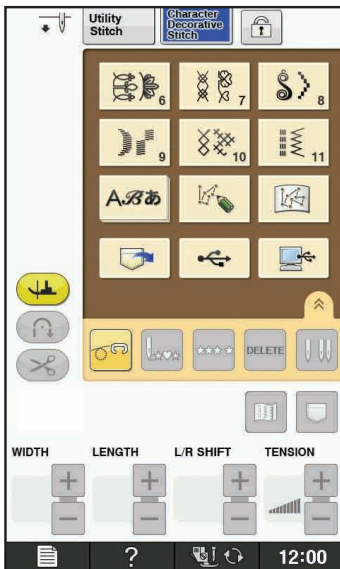 Utility
Stitch
Character
Decorative
Stitch
6
7
8
9
10
11
Aℬあ
DELETE
WIDTH
LENGTH
L/R SHIFT
TENSION
?
12:00